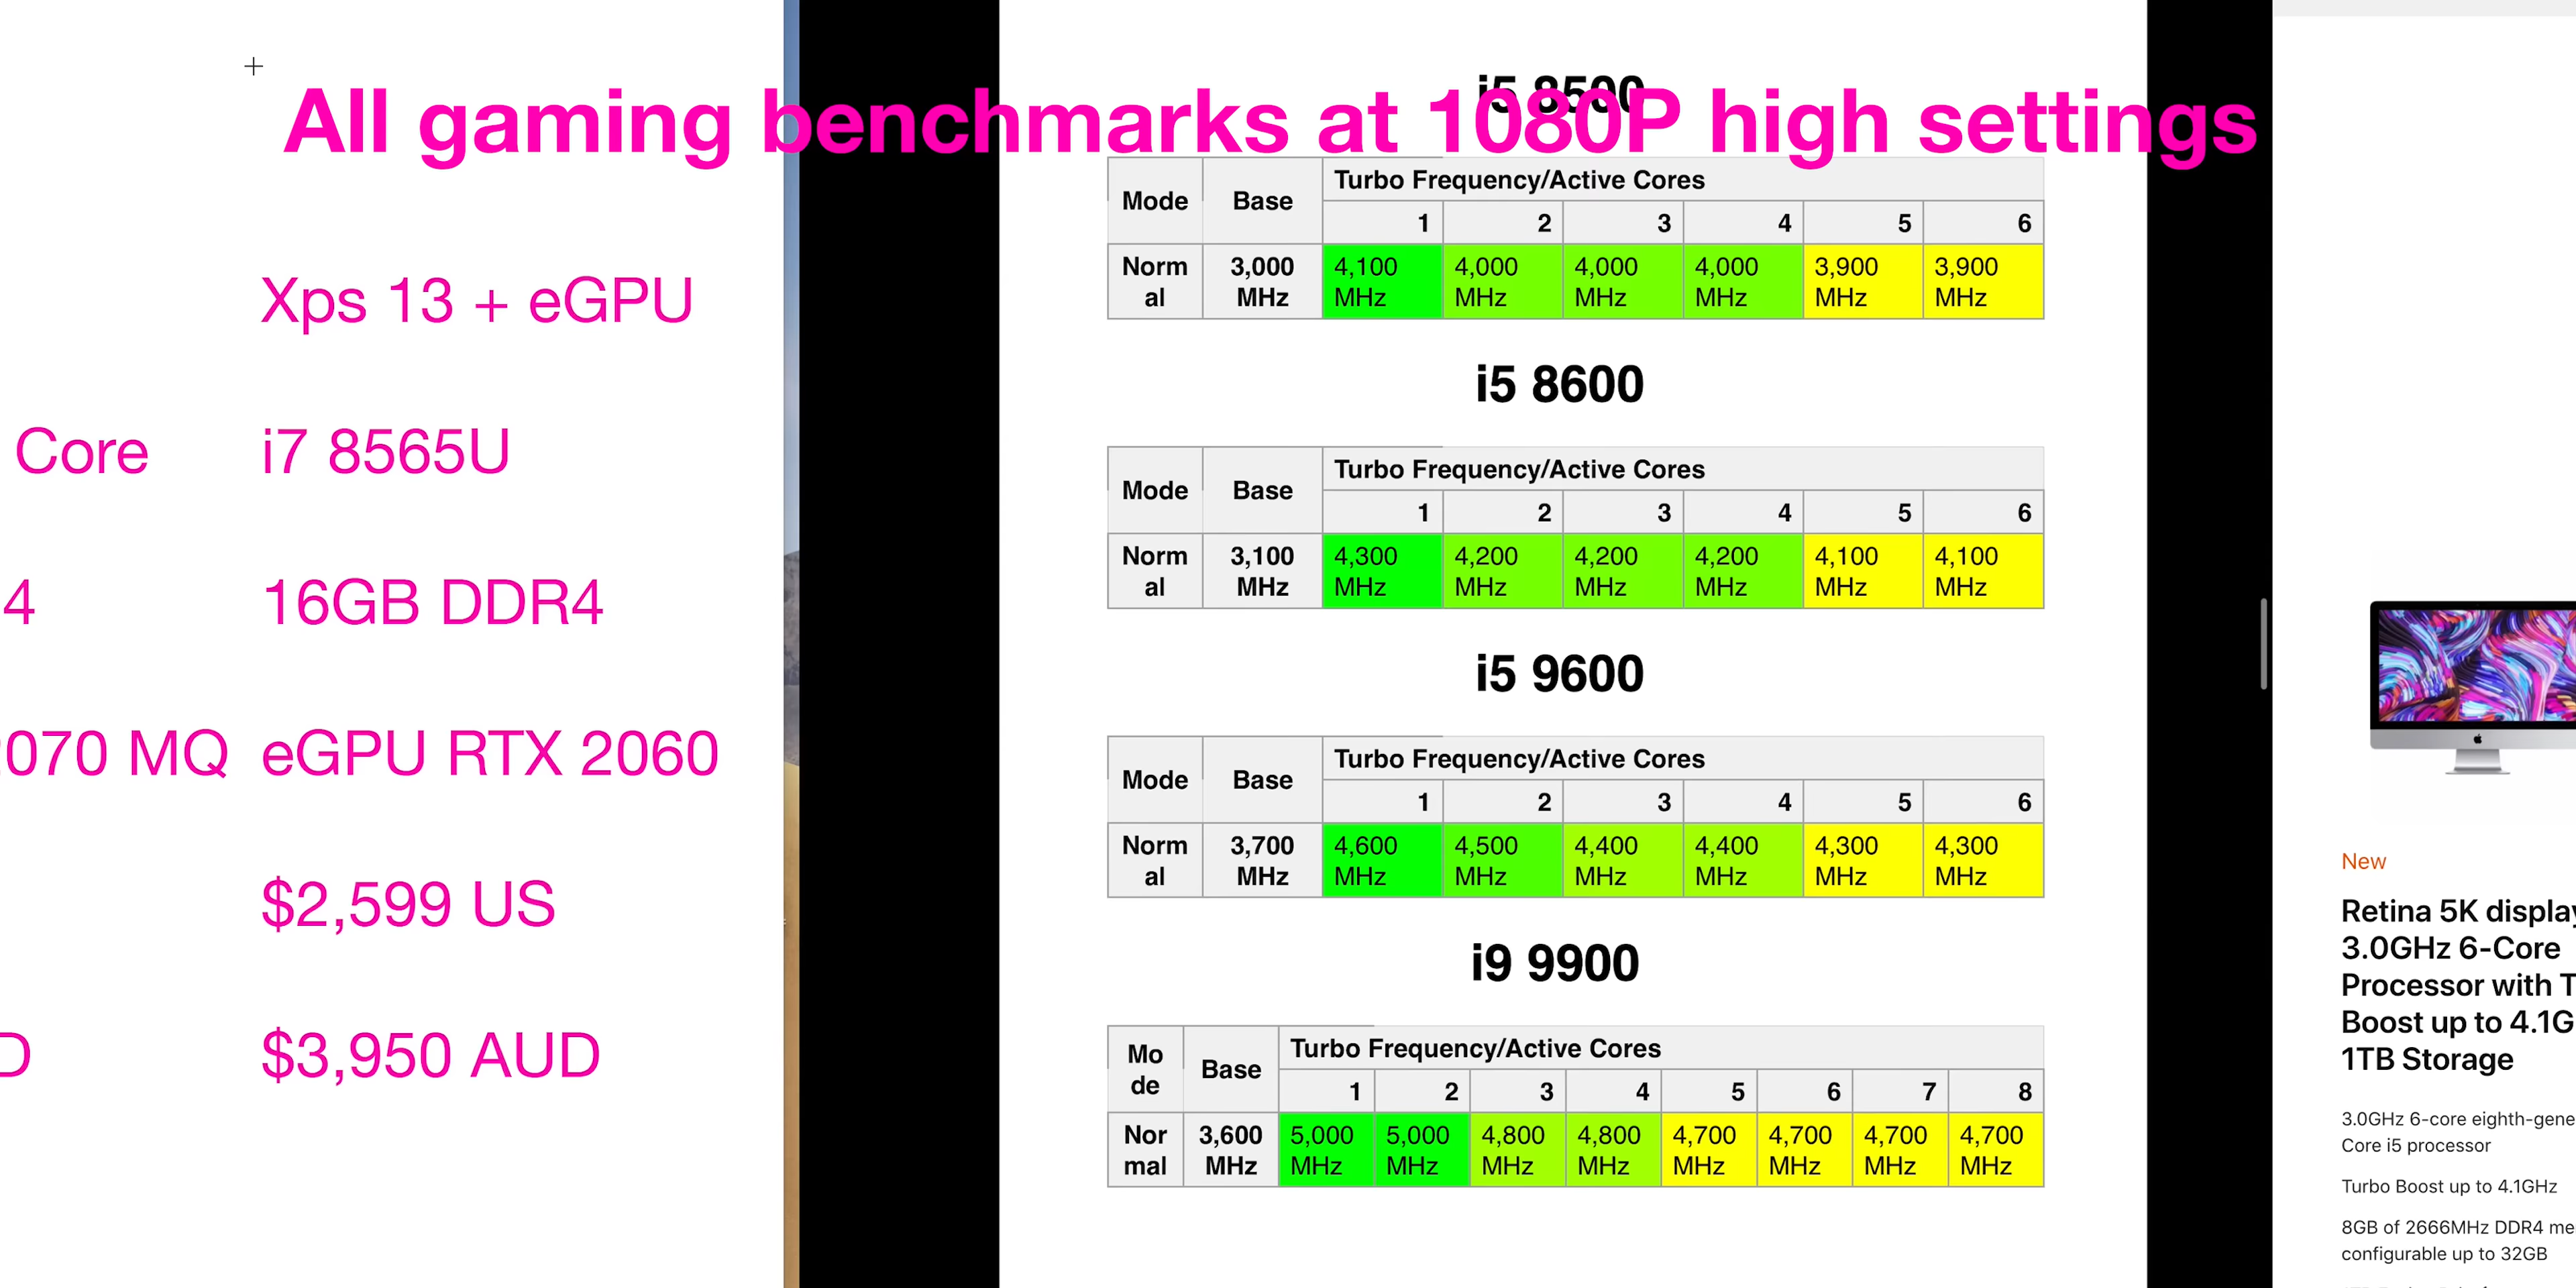 All gaming benchmarks at 1080P high settings
Xps 13 + eGPU
Core i7 8565U
4 16GB DDR4
070 MQ eGPU RTX 2060
$2,599 US
D $3,950 AUD
i5 8500
Mode Base Turbo Frequency/Active Cores
1 2 3 4 5 6
Norm 3,000 4,100 4,000 4,000 4,000 3,900 3,900
al MHz MHz MHz MHz MHz MHz MHz
i5 8600
Mode Base Turbo Frequency/Active Cores
1 2 3 4 5 6
Norm 3,100 4,300 4,200 4,200 4,200 4,100 4,100
al MHz MHz MHz MHz MHz MHz MHz
i5 9600
Mode Base Turbo Frequency/Active Cores
1 2 3 4 5 6
Norm 3,700 4,600 4,500 4,400 4,400 4,300 4,300
al MHz MHz MHz MHz MHz MHz MHz
i9 9900
Mo Base Turbo Frequency/Active Cores
de 1 2 3 4 5 6 7 8
Nor 3,600 5,000 5,000 4,800 4,800 4,700 4,700 4,700 4,700
mal MHz MHz MHz MHz MHz MHz MHz MHz MHz
New
Retina 5K display
3.0GHz 6-Core
Processor with T
Boost up to 4.1G
1TB Storage
3.0GHz 6-core eighth-gene
Core i5 processor
Turbo Boost up to 4.1GHz
8GB of 2666MHz DDR4 me
configurable up to 32GB